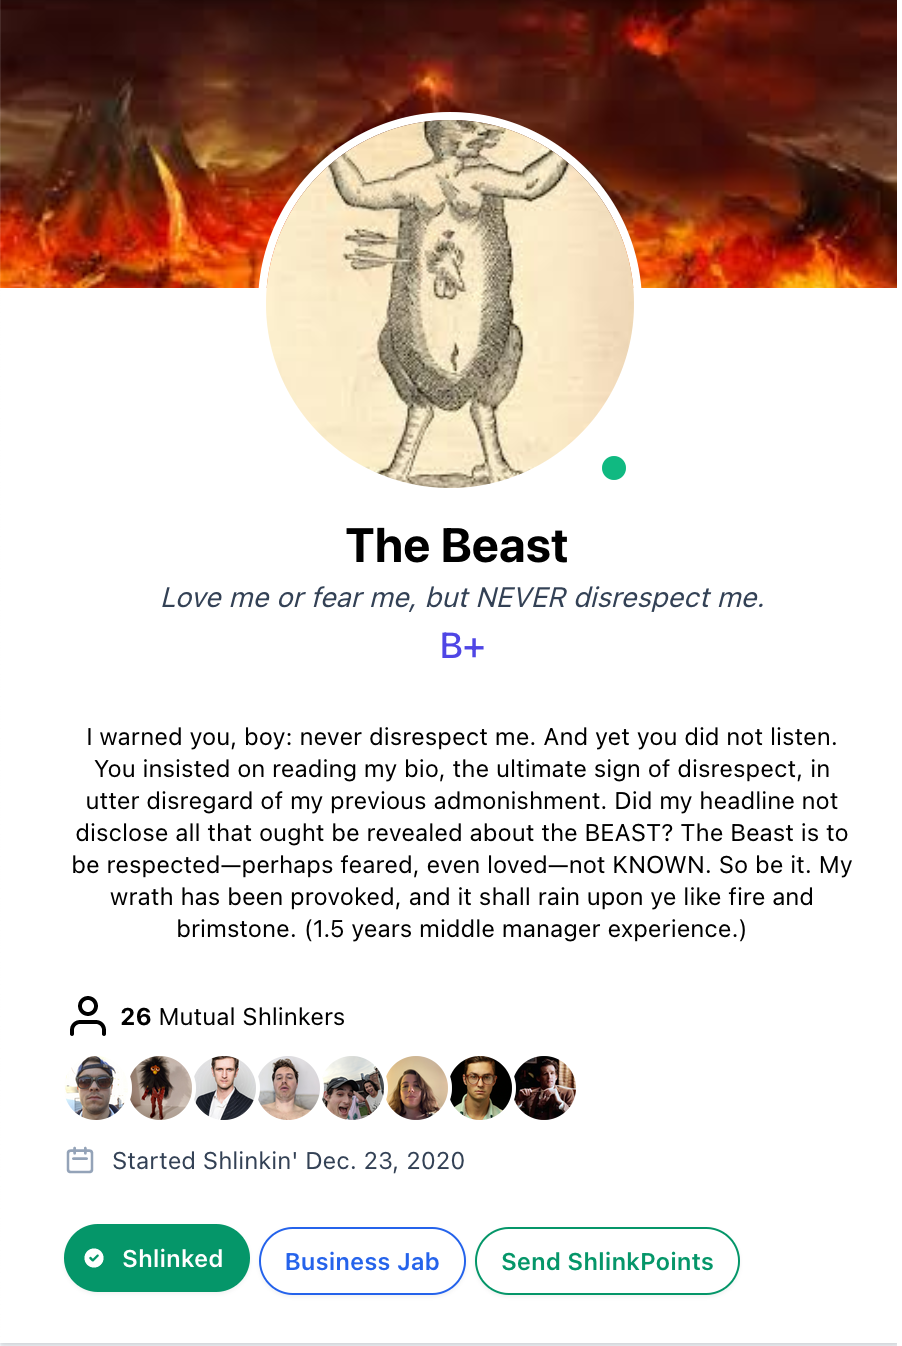 The Beast
Love me or fear me, but NEVER disrespect me.
B+
I warned you, boy: never disrespect me. And yet you did not listen.
You insisted on reading my bio, the ultimate sign of disrespect, in
utter disregard of my previous admonishment. Did my headline not
disclose all that ought be revealed about the BEAST? The Beast is to
be respected—perhaps feared, even loved—not KNOWN. So be it. My
wrath has been provoked, and it shall rain upon ye like fire and
brimstone. (1.5 years middle manager experience.)
26 Mutual Shlinkers
Started Shlinkin' Dec. 23, 2020
Shlinked
Business Jab
Send ShlinkPoints